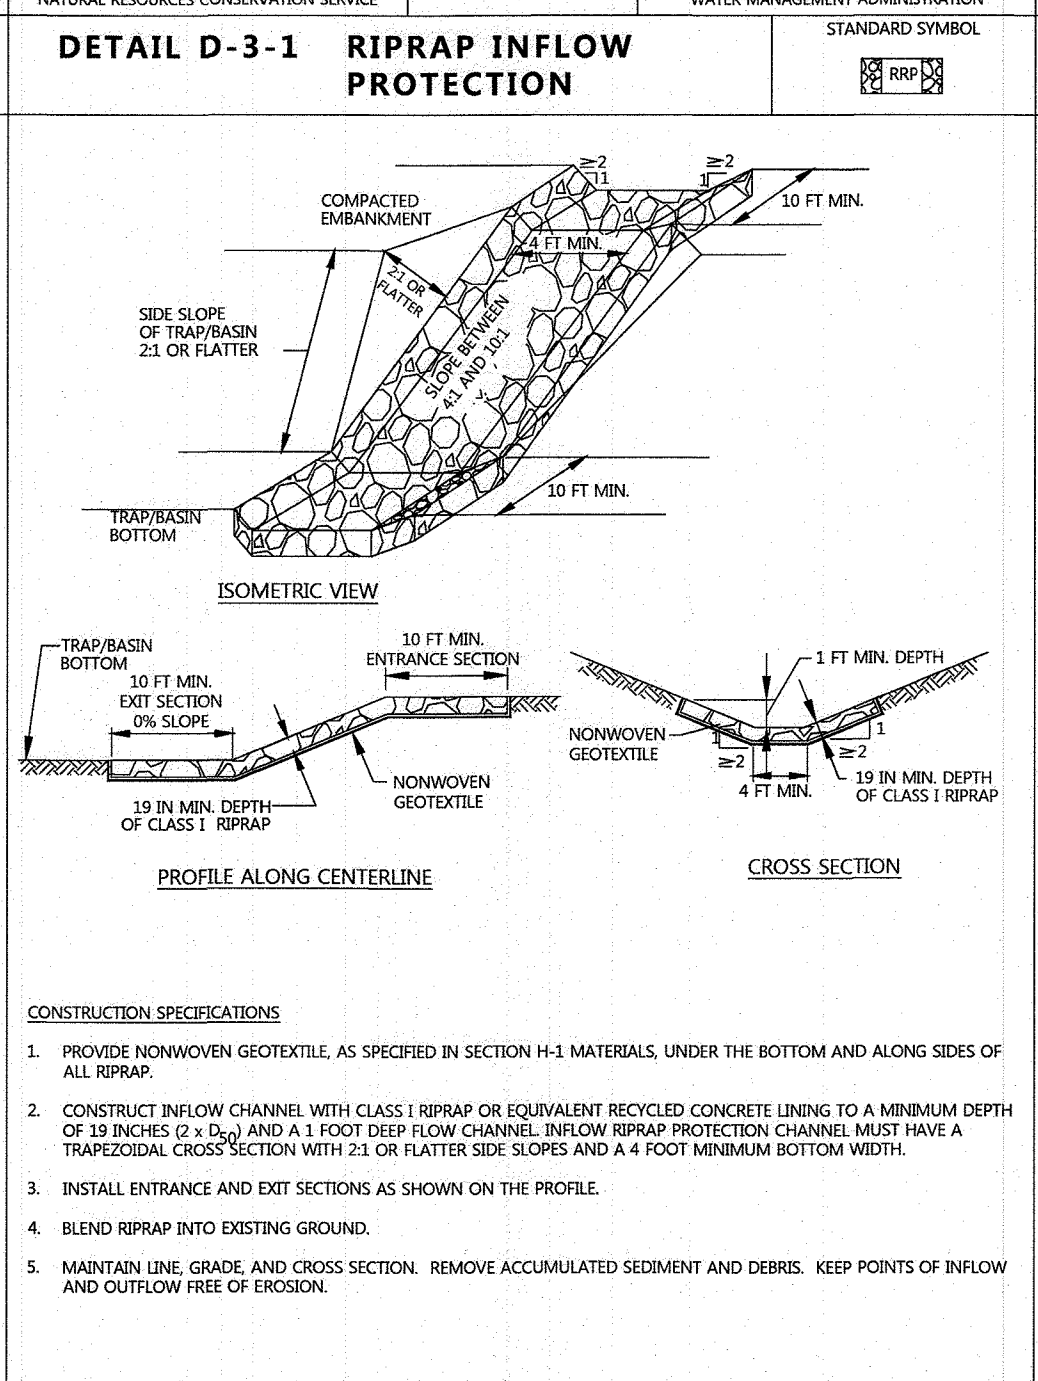 NATURAL RESOURCES CONSERVATION SERVICE
WATER MANAGEMENT ADMINISTRATION
DETAIL D-3-1 RIPRAP INFLOW
PROTECTION
STANDARD SYMBOL
RRP
≥2
1
≥2
1
10 FT MIN.
COMPACTED
EMBANKMENT
4 FT MIN.
2:1 OR
FLATTER
SIDE SLOPE
OF TRAP/BASIN
2:1 OR FLATTER
SLOPE BETWEEN
4:1 AND 10:1
10 FT MIN.
TRAP/BASIN
BOTTOM
ISOMETRIC VIEW
TRAP/BASIN
BOTTOM
10 FT MIN.
EXIT SECTION
0% SLOPE
10 FT MIN.
ENTRANCE SECTION
NONWOVEN
GEOTEXTILE
19 IN MIN. DEPTH
OF CLASS I RIPRAP
PROFILE ALONG CENTERLINE
1 FT MIN. DEPTH
NONWOVEN
GEOTEXTILE
1
≥2
1
≥2
4 FT MIN.
19 IN MIN. DEPTH
OF CLASS I RIPRAP
CROSS SECTION
CONSTRUCTION SPECIFICATIONS
1. PROVIDE NONWOVEN GEOTEXTILE, AS SPECIFIED IN SECTION H-1 MATERIALS, UNDER THE BOTTOM AND ALONG SIDES OF
ALL RIPRAP.
2. CONSTRUCT INFLOW CHANNEL WITH CLASS I RIPRAP OR EQUIVALENT RECYCLED CONCRETE LINING TO A MINIMUM DEPTH
OF 19 INCHES (2 x D50) AND A 1 FOOT DEEP FLOW CHANNEL. INFLOW RIPRAP PROTECTION CHANNEL MUST HAVE A
TRAPEZOIDAL CROSS SECTION WITH 2:1 OR FLATTER SIDE SLOPES AND A 4 FOOT MINIMUM BOTTOM WIDTH.
3. INSTALL ENTRANCE AND EXIT SECTIONS AS SHOWN ON THE PROFILE.
4. BLEND RIPRAP INTO EXISTING GROUND.
5. MAINTAIN LINE, GRADE, AND CROSS SECTION. REMOVE ACCUMULATED SEDIMENT AND DEBRIS. KEEP POINTS OF INFLOW
AND OUTFLOW FREE OF EROSION.